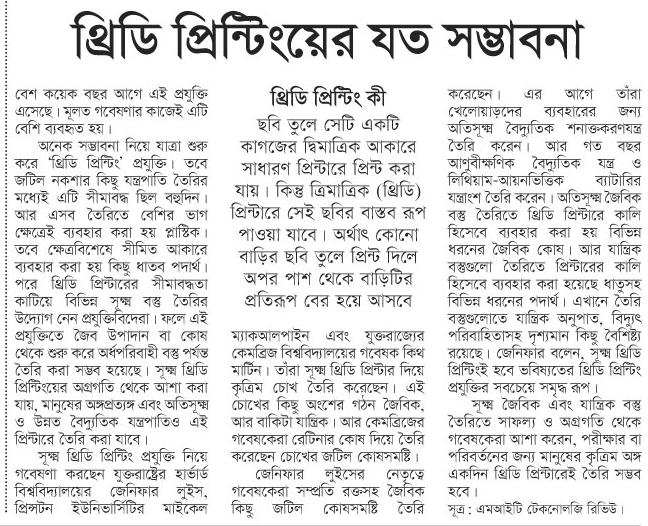 থ্রিডি প্রিন্টিংয়ের যত সম্ভাবনা
বেশ কয়েক বছর আগে এই প্রযুক্তি
এসেছে। মূলত গবেষণার কাজেই এটি
বেশি ব্যবহৃত হয়।
অনেক সম্ভাবনা নিয়ে যাত্রা শুরু
করে ‘থ্রিডি প্রিন্টিং’ প্রযুক্তি। তবে
জটিল নকশার কিছু যন্ত্রপাতি তৈরির
মধ্যেই এটি সীমাবদ্ধ ছিল বহুদিন।
আর এসব তৈরিতে বেশির ভাগ
ক্ষেত্রেই ব্যবহার করা হয় প্লাস্টিক।
তবে ক্ষেত্রবিশেষে সীমিত আকারে
ব্যবহার করা হয় কিছু ধাতব পদার্থ।
পরে থ্রিডি প্রিন্টারের সীমাবদ্ধতা
কাটিয়ে বিভিন্ন সূক্ষ্ম বস্তু তৈরির
উদ্যোগ নেন প্রযুক্তিবিদেরা। ফলে এই
প্রযুক্তিতে জৈব উপাদান বা কোষ
থেকে শুরু করে অর্ধপরিবাহী বস্তু পর্যন্ত
তৈরি করা সম্ভব হয়েছে। সূক্ষ্ম থ্রিডি
প্রিন্টিংয়ের অগ্রগতি থেকে আশা করা
যায়, মানুষের অঙ্গপ্রত্যঙ্গ এবং অতিসূক্ষ্ম
ও উন্নত বৈদ্যুতিক যন্ত্রপাতিও এই
প্রিন্টারে তৈরি করা যাবে।
সূক্ষ্ম থ্রিডি প্রিন্টিং প্রযুক্তি নিয়ে
গবেষণা করছেন যুক্তরাষ্ট্রের হার্ভার্ড
বিশ্ববিদ্যালয়ের জেনিফার লুইস,
প্রিন্সটন ইউনিভার্সিটির মাইকেল
থ্রিডি প্রিন্টিং কী
ছবি তুলে সেটি একটি
কাগজের দ্বিমাত্রিক আকারে
সাধারণ প্রিন্টারে প্রিন্ট করা
যায়। কিন্তু ত্রিমাত্রিক (থ্রিডি)
প্রিন্টারে সেই ছবির বাস্তব রূপ
পাওয়া যাবে। অর্থাৎ কোনো
বাড়ির ছবি তুলে প্রিন্ট দিলে
অপর পাশ থেকে বাড়িটির
প্রতিরূপ বের হয়ে আসবে
ম্যাকআলপাইন এবং যুক্তরাজ্যের
কেমব্রিজ বিশ্ববিদ্যালয়ের গবেষক কিথ
মার্টিন। তাঁরা সূক্ষ্ম থ্রিডি প্রিন্টার দিয়ে
কৃত্রিম চোখ তৈরি করেছেন। এই
চোখের কিছু অংশের গঠন জৈবিক,
আর বাকিটা যান্ত্রিক। আর কেমব্রিজের
গবেষকেরা রেটিনার কোষ দিয়ে তৈরি
করেছেন চোখের জটিল কোষসমষ্টি।
জেনিফার লুইসের নেতৃত্বে
গবেষকেরা সম্প্রতি রক্তসহ জৈবিক
কিছু জটিল কোষসমষ্টি তৈরি
করেছেন। এর আগে তাঁরা
খেলোয়াড়দের ব্যবহারের জন্য
অতিসূক্ষ্ম বৈদ্যুতিক শনাক্তকরণযন্ত্র
তৈরি করেন। আর গত বছর
আণুবীক্ষণিক বৈদ্যুতিক যন্ত্র ও
লিথিয়াম-আয়নভিত্তিক ব্যাটারির
যন্ত্রাংশ তৈরি করেন। অতিসূক্ষ্ম জৈবিক
বস্তু তৈরিতে থ্রিডি প্রিন্টারে কালি
হিসেবে ব্যবহার করা হয় বিভিন্ন
ধরনের জৈবিক কোষ। আর যান্ত্রিক
বস্তুগুলো তৈরিতে প্রিন্টারের কালি
হিসেবে ব্যবহার করা হয়েছে ধাতুসহ
বিভিন্ন ধরনের পদার্থ। এখানে তৈরি
বস্তুগুলোতে যান্ত্রিক অনুপাত, বিদ্যুৎ
পরিবাহিতাসহ দৃশ্যমান কিছু বৈশিষ্ট্য
রয়েছে। জেনিফার বলেন, সূক্ষ্ম থ্রিডি
প্রিন্টিংই হবে ভবিষ্যতের থ্রিডি প্রিন্টিং
প্রযুক্তির সবচেয়ে সমৃদ্ধ রূপ।
সূক্ষ্ম জৈবিক এবং যান্ত্রিক বস্তু
তৈরিতে সাফল্য ও অগ্রগতি থেকে
গবেষকেরা আশা করেন, পরীক্ষার বা
পরিবর্তনের জন্য মানুষের কৃত্রিম অঙ্গ
একদিন থ্রিডি প্রিন্টারেই তৈরি সম্ভব
হবে।
সূত্র : এমআইটি টেকনোলজি রিভিউ।